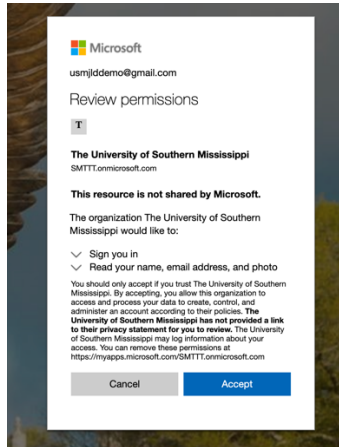 Microsoft
usmjlddemo@gmail.com
Review permissions
T
The University of Southern Mississippi
SMTTT.onmicrosoft.com
This resource is not shared by Microsoft.
The organization The University of Southern
Mississippi would like to:
Sign you in
Read your name, email address, and photo
You should only accept if you trust The University of Southern
Mississippi. By accepting, you allow this organization to
access and process your data to create, control, and
administer an account according to their policies. The
University of Southern Mississippi has not provided a link
to their privacy statement for you to review. The University
of Southern Mississippi may log information about your
access. You can remove these permissions at
https://myapps.microsoft.com/SMTTT.onmicrosoft.com
Cancel Accept